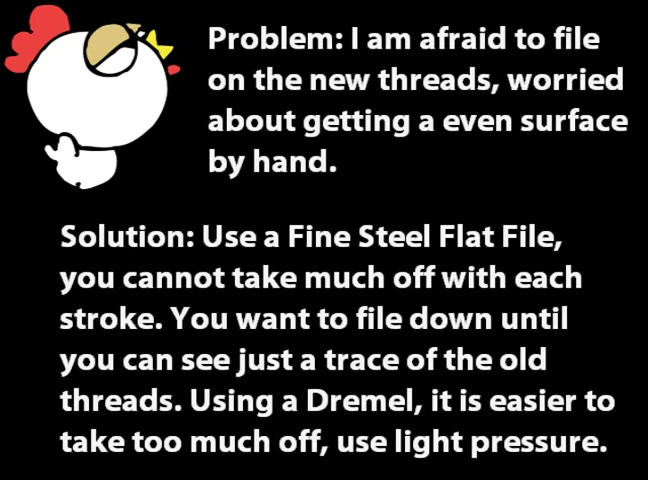 Problem: I am afraid to file
on the new threads, worried
about getting a even surface
by hand.
Solution: Use a Fine Steel Flat File,
you cannot take much off with each
stroke. You want to file down until
you can see just a trace of the old
threads. Using a Dremel, it is easier to
take too much off, use light pressure.